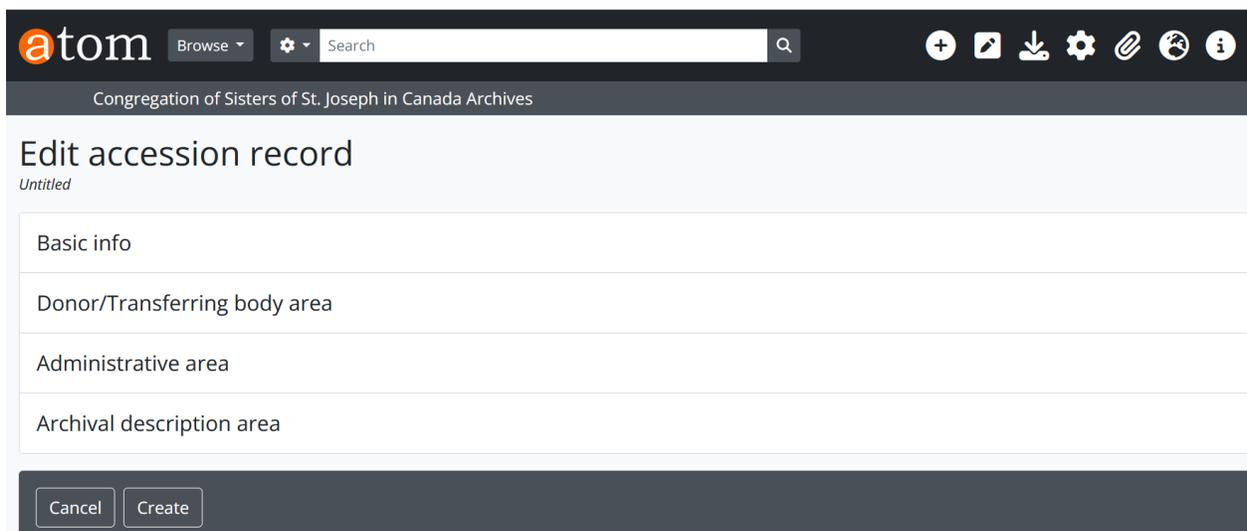 atom Browse Search
Congregation of Sisters of St. Joseph in Canada Archives
Edit accession record
Untitled
Basic info
Donor/Transferring body area
Administrative area
Archival description area
Cancel Create